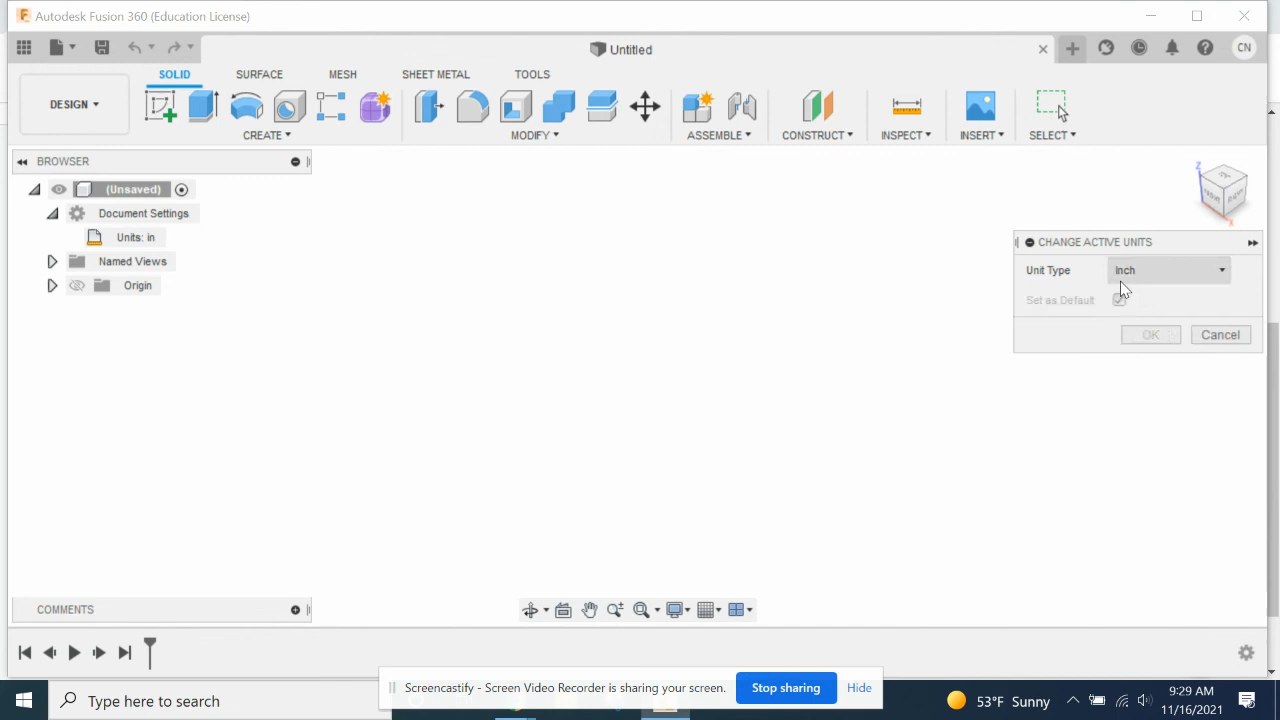 Autodesk Fusion 360 (Education License)
Untitled
CN
DESIGN
SOLID
SURFACE
MESH
SHEET METAL
TOOLS
CREATE
MODIFY
ASSEMBLE
CONSTRUCT
INSPECT
INSERT
SELECT
BROWSER
(Unsaved)
Document Settings
Units: in
Named Views
Origin
Z
X
CHANGE ACTIVE UNITS
Unit Type
Inch
Set as Default
OK
Cancel
COMMENTS
Screencastify - Screen Video Recorder is sharing your screen.
Stop sharing
Hide
Type here to search
53°F Sunny
9:29 AM
11/16/2021